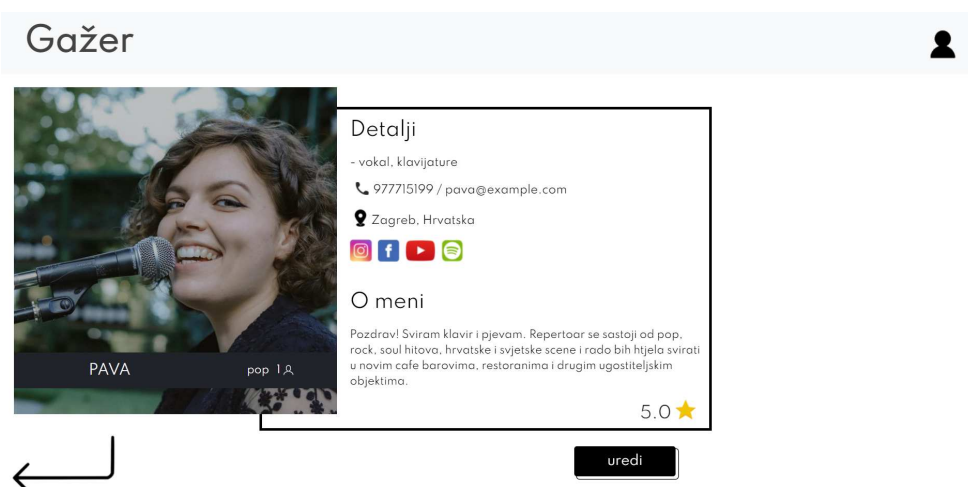 Gažer
PAVA
pop 1
Detalji
- vokal, klavijature
977715199 / pava@example.com
Zagreb, Hrvatska
O meni
Pozdrav! Sviram klavir i pjevam. Repertoar se sastoji od pop,
rock, soul hitova, hrvatske i svjetske scene i rado bih htjela svirati
u novim cafe barovima, restoranima i drugim ugostiteljskim
objektima.
5.0
uredi